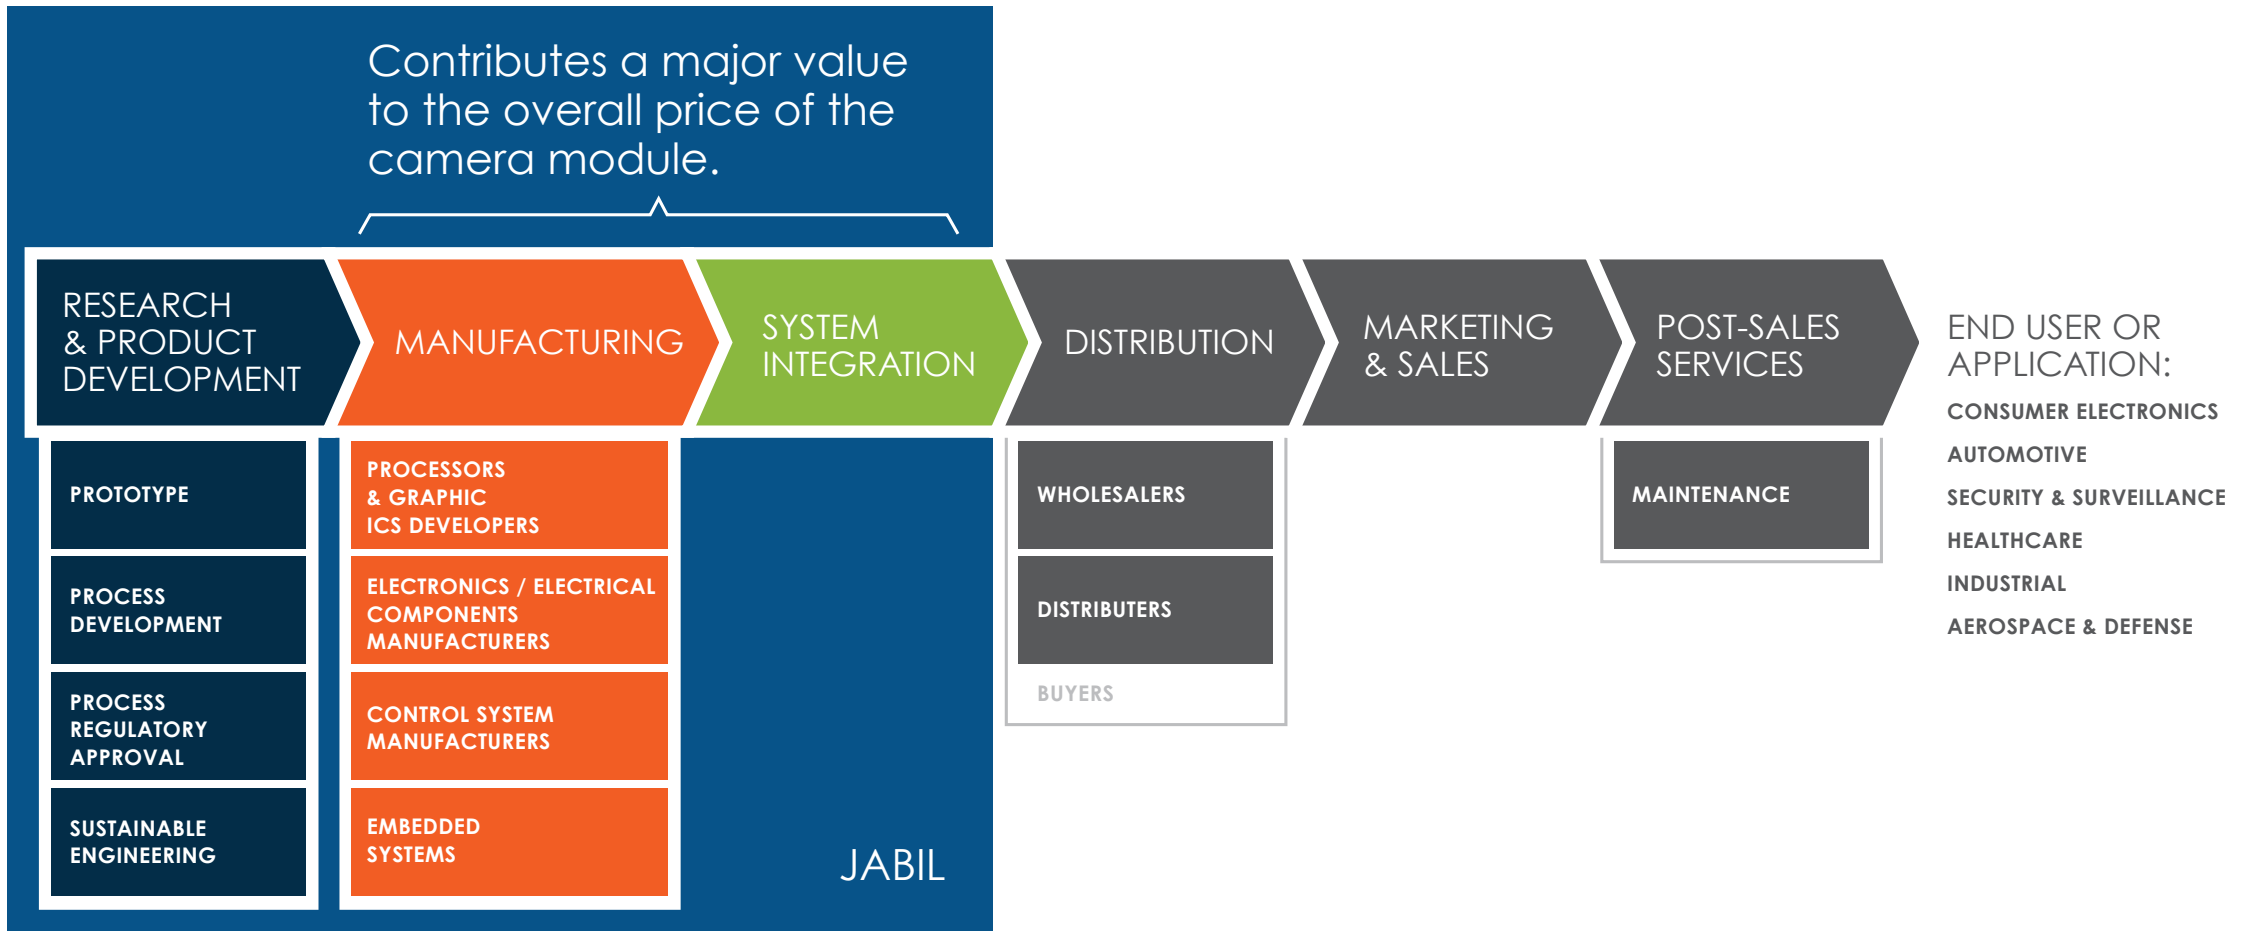 Contributes a major value
to the overall price of the
camera module.
RESEARCH
& PRODUCT
DEVELOPMENT
MANUFACTURING
SYSTEM
INTEGRATION
DISTRIBUTION
MARKETING
& SALES
POST-SALES
SERVICES
END USER OR
APPLICATION:
CONSUMER ELECTRONICS
AUTOMOTIVE
SECURITY & SURVEILLANCE
HEALTHCARE
INDUSTRIAL
AEROSPACE & DEFENSE
PROTOTYPE
PROCESS
DEVELOPMENT
PROCESS
REGULATORY
APPROVAL
SUSTAINABLE
ENGINEERING
PROCESSORS
& GRAPHIC
ICS DEVELOPERS
ELECTRONICS / ELECTRICAL
COMPONENTS
MANUFACTURERS
CONTROL SYSTEM
MANUFACTURERS
EMBEDDED
SYSTEMS
JABIL
WHOLESALERS
DISTRIBUTERS
BUYERS
MAINTENANCE